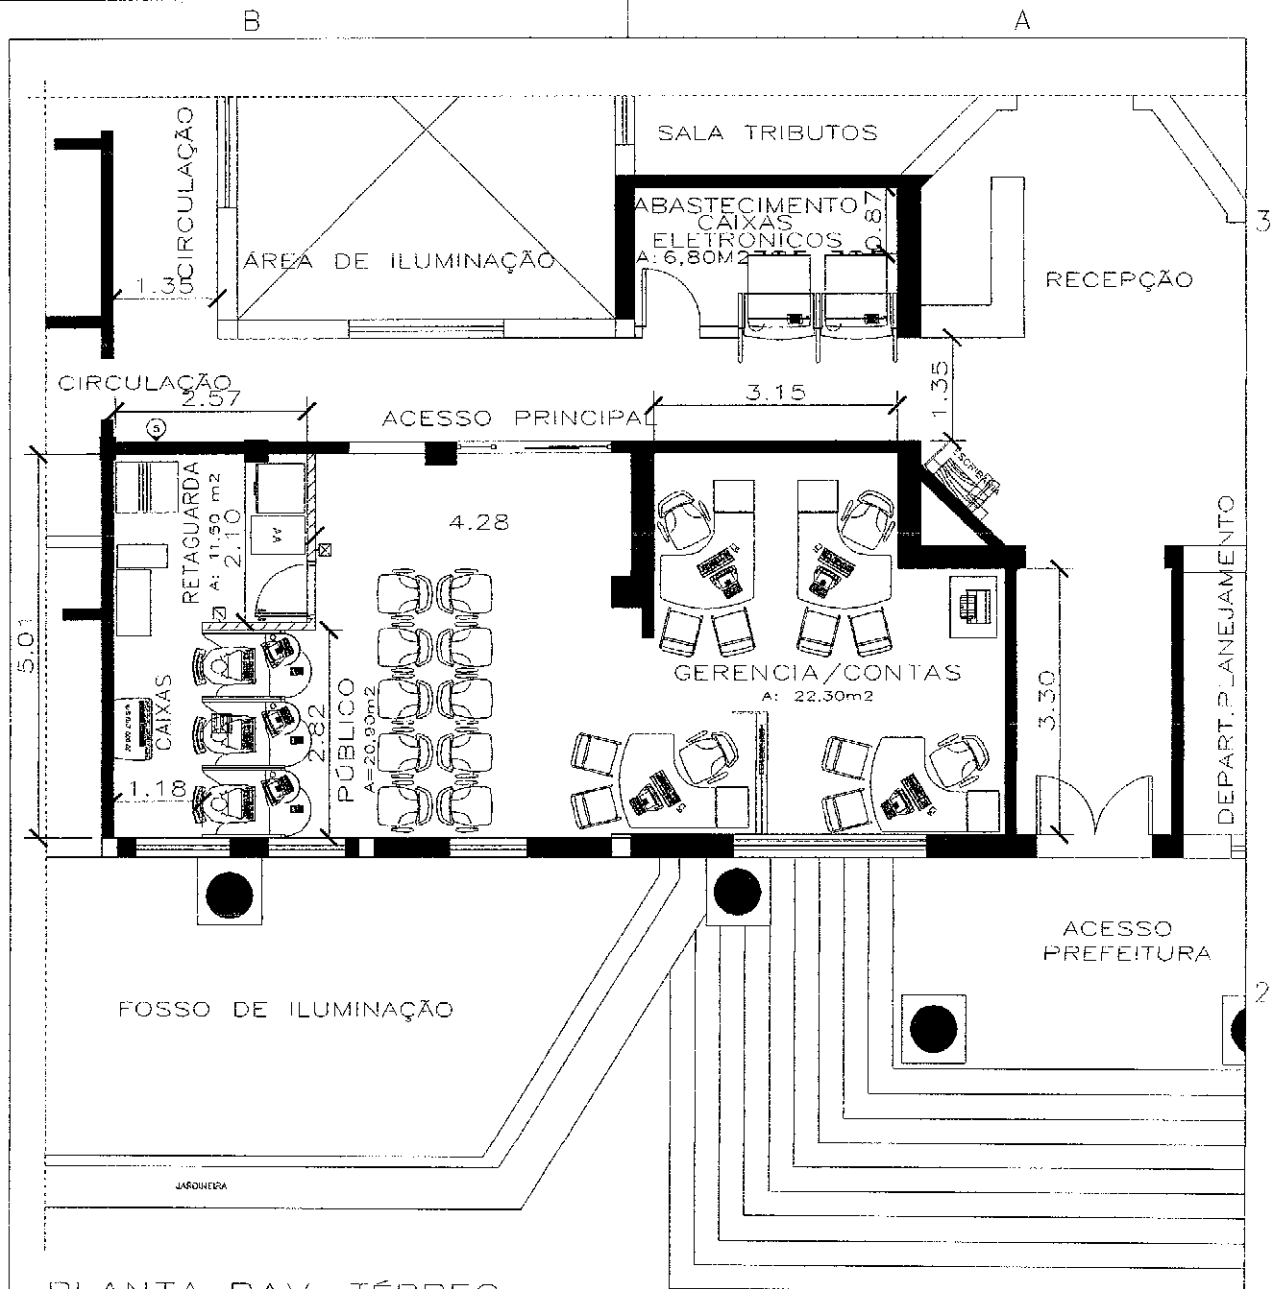 B
A
CIRCULAÇÃO
SALA TRIBUTOS
ABASTECIMENTO
CAIXAS
ELETRONICOS
A: 6,80M2
0.87
3
ÁREA DE ILUMINAÇÃO
1.35
RECEPÇÃO
CIRCULAÇÃO
2.57
ACESSO PRINCIPAL
3.15
1.35
S
RETAGUARDA
A: 11.50 m2
2.10
4.28
5.01
CAIXAS
1.18
2.82
PÚBLICO
A=20,90m2
GERENCIA/CONTAS
A: 22.30m2
3.30
DEPART.PLANEJAMENTO
ACESSO
PREFEITURA
FOSSO DE ILUMINAÇÃO
2
JARDINEIRA
PLANTA PAV. TÉRREO